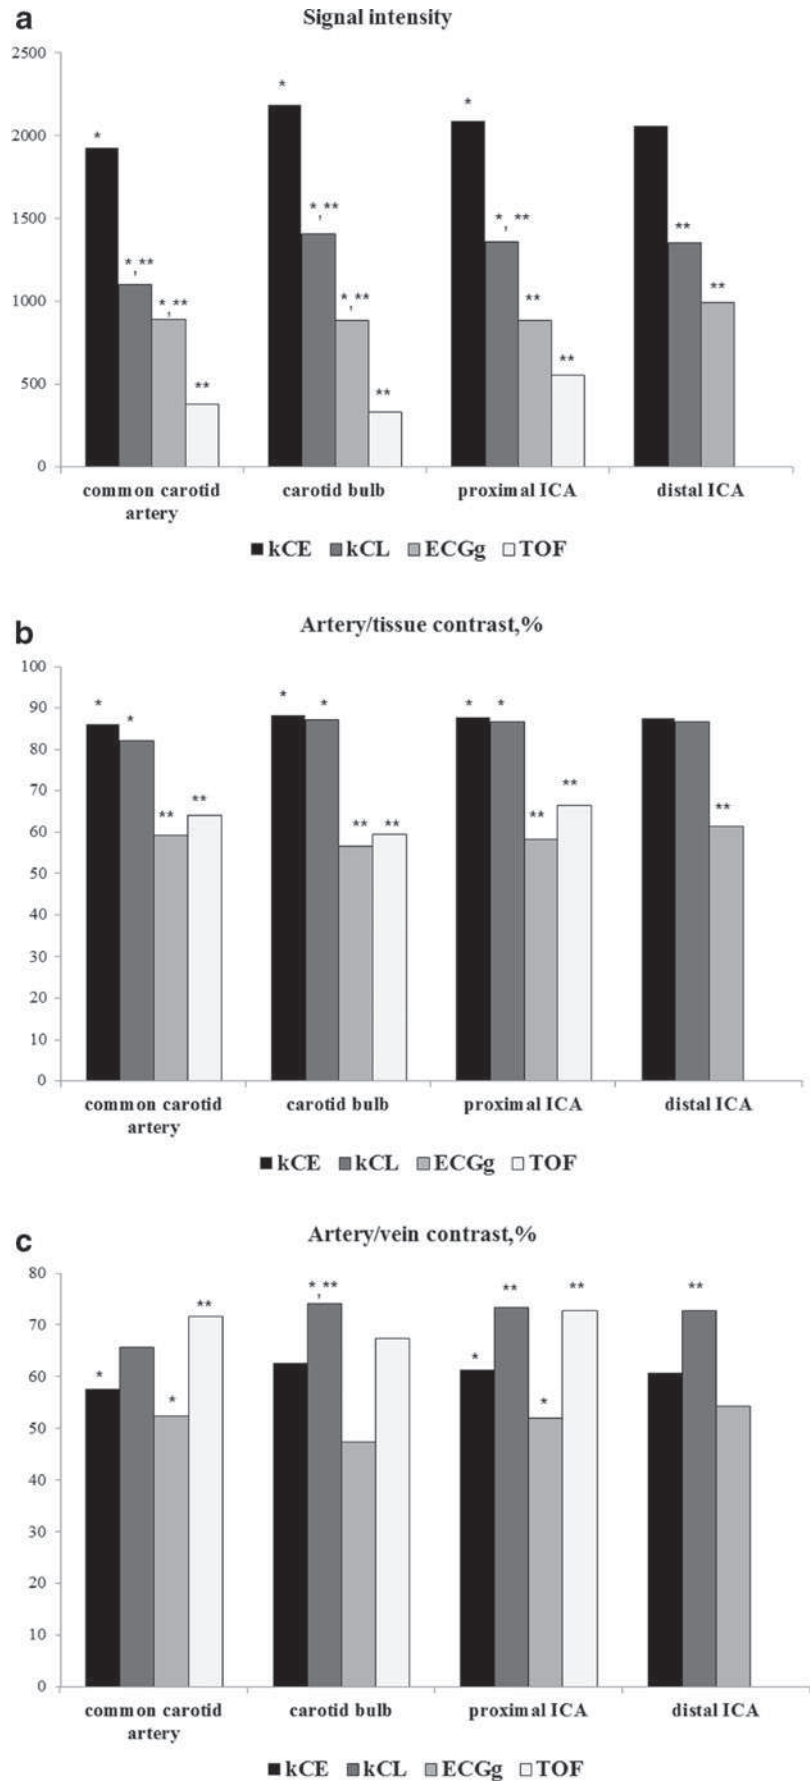 a
Signal intensity
2500
2000
1500
1000
500
0
*
*,**
*,**
**
*
*,**
*,**
**
*
*,**
**
**
**
**
common carotid
artery
carotid bulb
proximal ICA
distal ICA
kCE kCL ECGg TOF
b
Artery/tissue contrast,%
100
90
80
70
60
50
40
30
20
10
0
*
*
**
**
*
*
**
**
*
*
**
**
**
common carotid
artery
carotid bulb
proximal ICA
distal ICA
kCE kCL ECGg TOF
c
Artery/vein contrast,%
80
70
60
50
40
30
20
10
0
*
*
**
*,**
*
**
*
**
**
common carotid
artery
carotid bulb
proximal ICA
distal ICA
kCE kCL ECGg TOF